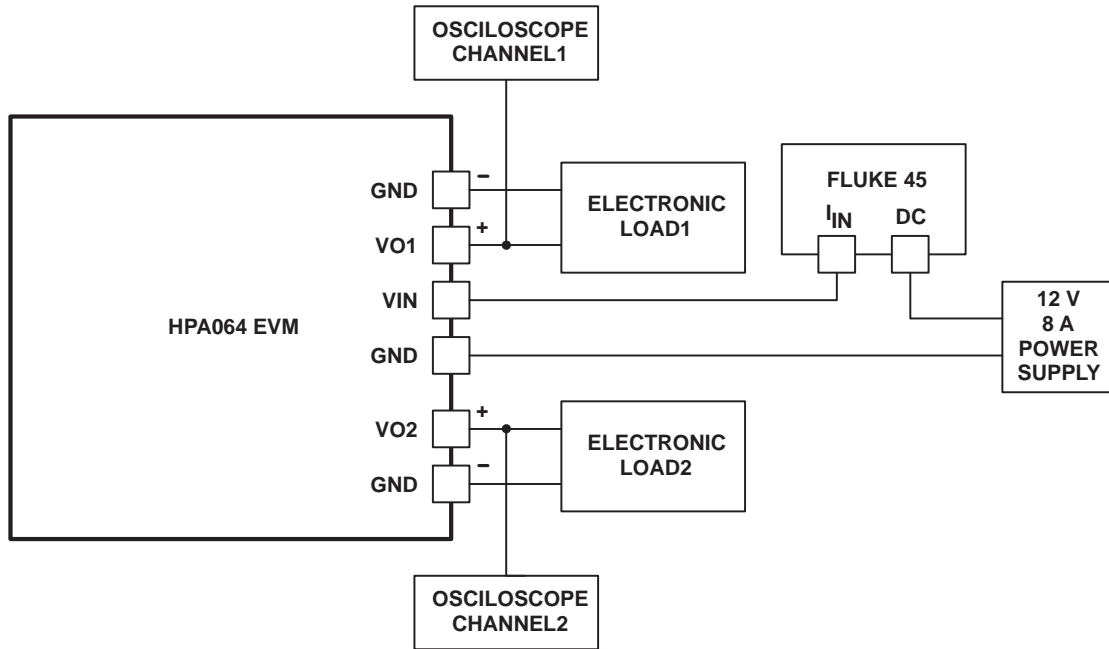 OSCILOSCOPE
CHANNEL1
GND
−
ELECTRONIC
LOAD1
VO1
+
FLUKE 45
IIN
DC
VIN
HPA064 EVM
GND
12 V
8 A
POWER
SUPPLY
VO2
+
ELECTRONIC
LOAD2
GND
−
OSCILOSCOPE
CHANNEL2